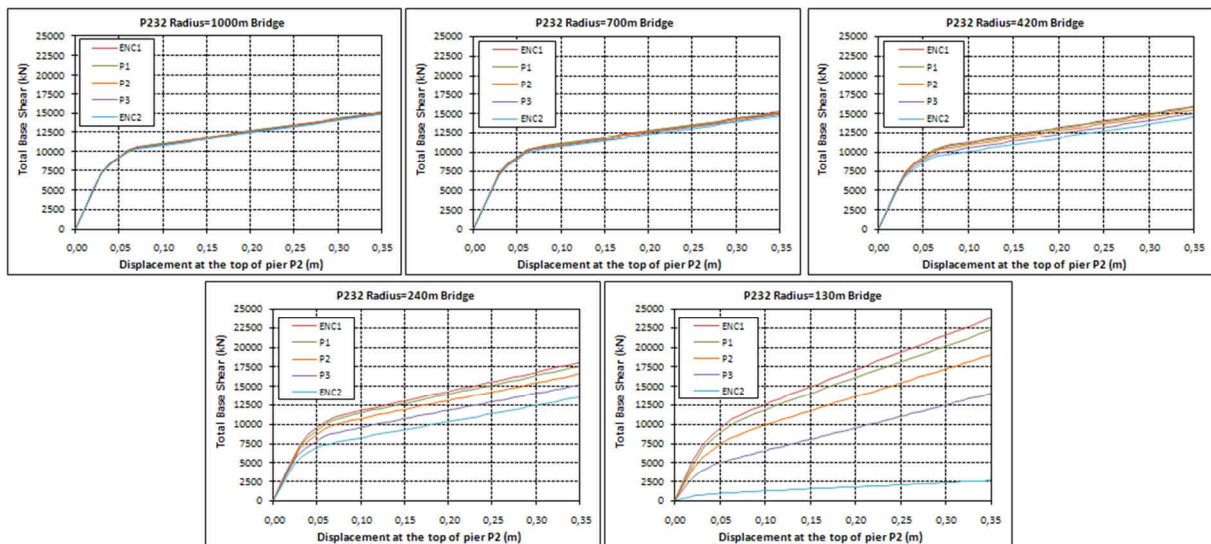 P232 Radius=1000m Bridge
Total Base Shear (kN)
25000
22500
20000
17500
15000
12500
10000
7500
5000
2500
0
ENC1
P1
P2
P3
ENC2
0,00 0,05 0,10 0,15 0,20 0,25 0,30 0,35
Displacement at the top of pier P2 (m)
P232 Radius=700m Bridge
Total Base Shear (kN)
25000
22500
20000
17500
15000
12500
10000
7500
5000
2500
0
ENC1
P1
P2
P3
ENC2
0,00 0,05 0,10 0,15 0,20 0,25 0,30 0,35
Displacement at the top of pier P2 (m)
P232 Radius=420m Bridge
Total Base Shear (kN)
25000
22500
20000
17500
15000
12500
10000
7500
5000
2500
0
ENC1
P1
P2
P3
ENC2
0,00 0,05 0,10 0,15 0,20 0,25 0,30 0,35
Displacement at the top of pier P2 (m)
P232 Radius=240m Bridge
Total Base Shear (kN)
25000
22500
20000
17500
15000
12500
10000
7500
5000
2500
0
ENC1
P1
P2
P3
ENC2
0,00 0,05 0,10 0,15 0,20 0,25 0,30 0,35
Displacement at the top of pier P2 (m)
P232 Radius=130m Bridge
Total Base Shear (kN)
25000
22500
20000
17500
15000
12500
10000
7500
5000
2500
0
ENC1
P1
P2
P3
ENC2
0,00 0,05 0,10 0,15 0,20 0,25 0,30 0,35
Displacement at the top of pier P2 (m)